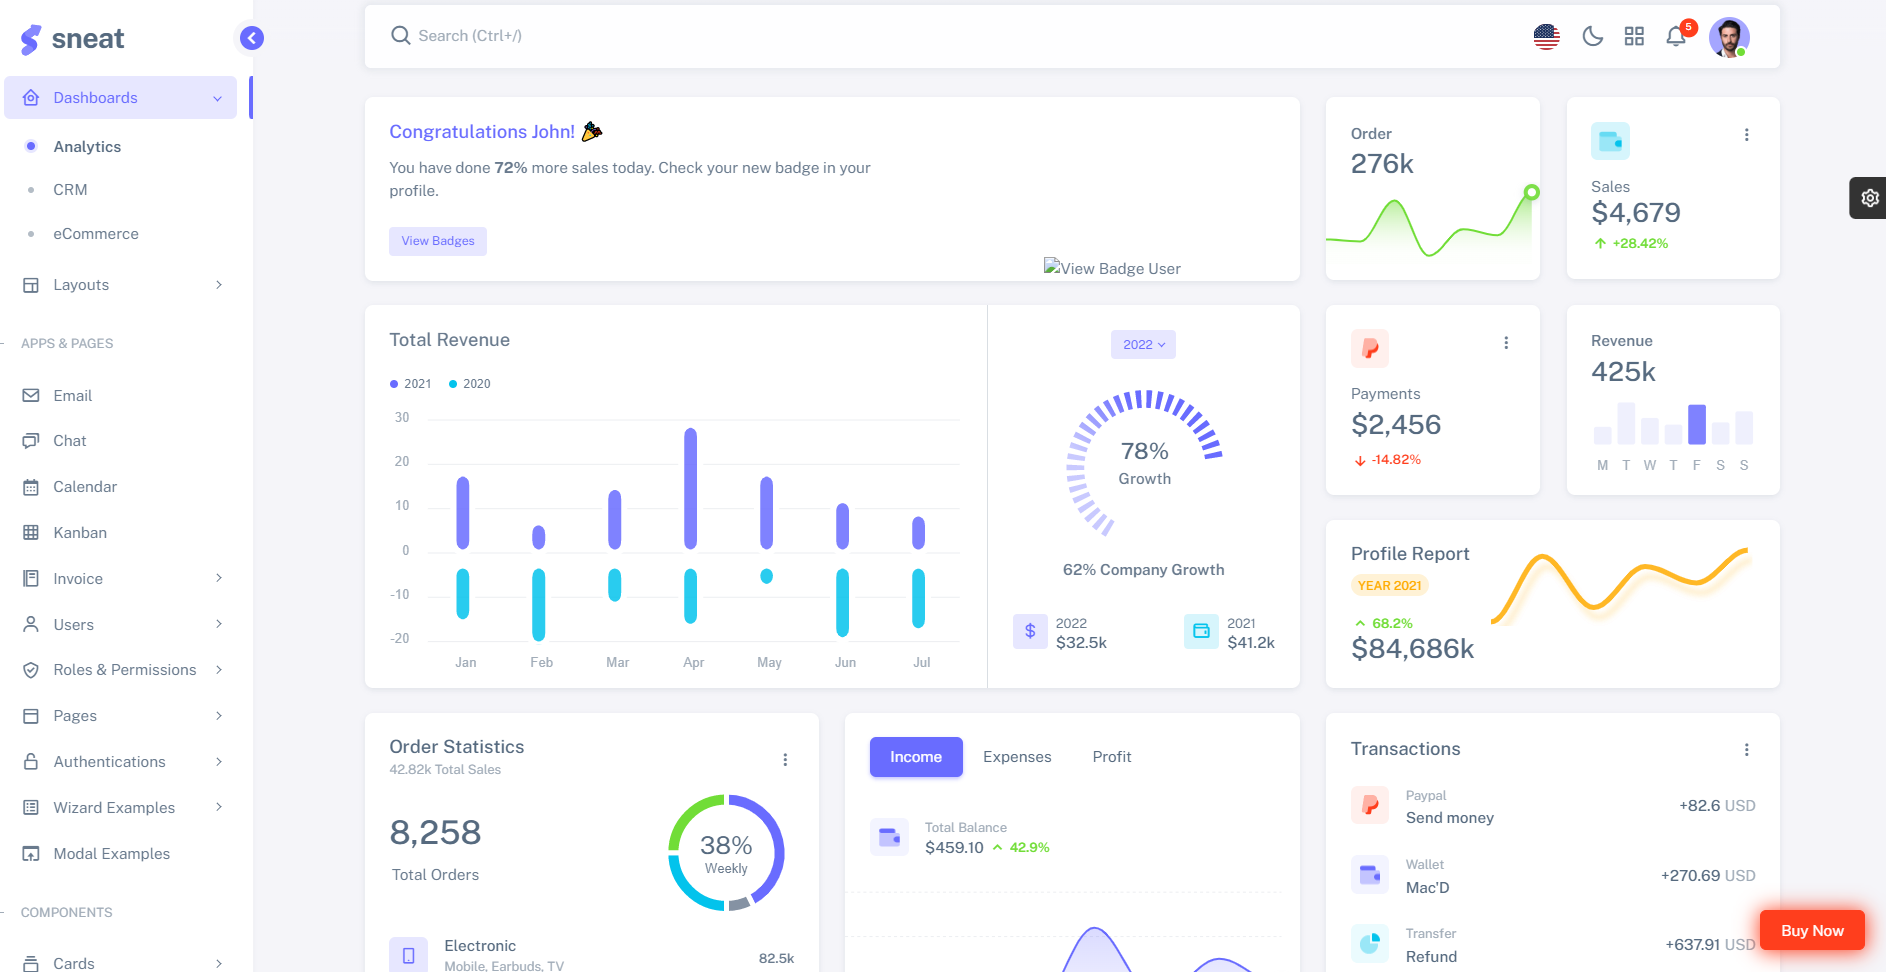 sneat
Dashboards
Analytics
CRM
eCommerce
Layouts
APPS & PAGES
Email
Chat
Calendar
Kanban
Invoice
Users
Roles & Permissions
Pages
Authentications
Wizard Examples
Modal Examples
COMPONENTS
Cards
Search (Ctrl+/)
5
Congratulations John!
You have done 72% more sales today. Check your new badge in your
profile.
View Badges
View Badge User
Order
276k
Sales
$4,679
+28.42%
Total Revenue
2021 2020
30
20
10
0
-10
-20
Jan Feb Mar Apr May Jun Jul
2022
78%
Growth
62% Company Growth
2022
$32.5k
2021
$41.2k
Payments
$2,456
-14.82%
Revenue
425k
M T W T F S S
Profile Report
YEAR 2021
68.2%
$84,686k
Order Statistics
42.82k Total Sales
8,258
Total Orders
38%
Weekly
Electronic
Mobile, Earbuds, TV
82.5k
Income Expenses Profit
Total Balance
$459.10 42.9%
Transactions
Paypal
Send money
+82.6 USD
Wallet
Mac'D
+270.69 USD
Transfer
Refund
+637.91 USD
Buy Now